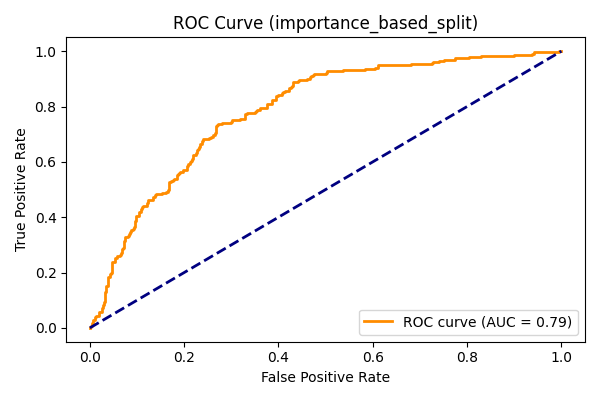 ROC Curve (importance_based_split)
True Positive Rate
1.0
0.8
0.6
0.4
0.2
0.0
ROC curve (AUC = 0.79)
0.0 0.2 0.4 0.6 0.8 1.0
False Positive Rate